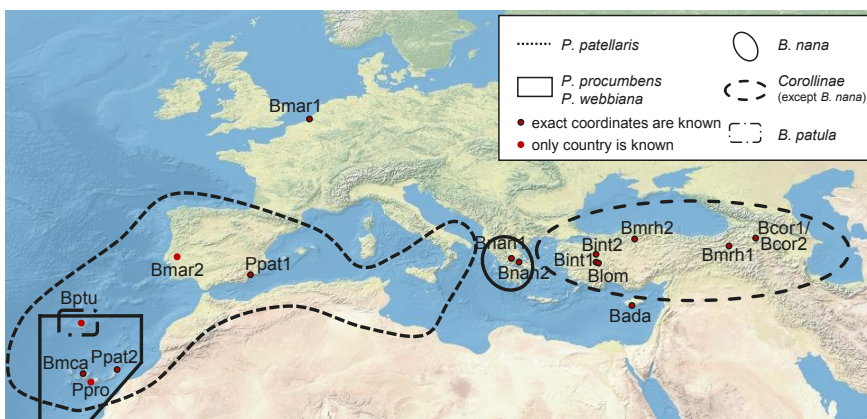 P. patellaris
B. nana
P. procumbens
P. webbiana
Corollinae
(except B. nana)
exact coordinates are known
only country is known
B. patula
Bmar1
Bmar2
Ppat1
Bptu
Bmca
Ppat2
Ppro
Bnan1
Bnan2
Bint2
Bint1
Blom
Bmrh2
Bmrh1
Bcor1/
Bcor2
Bada